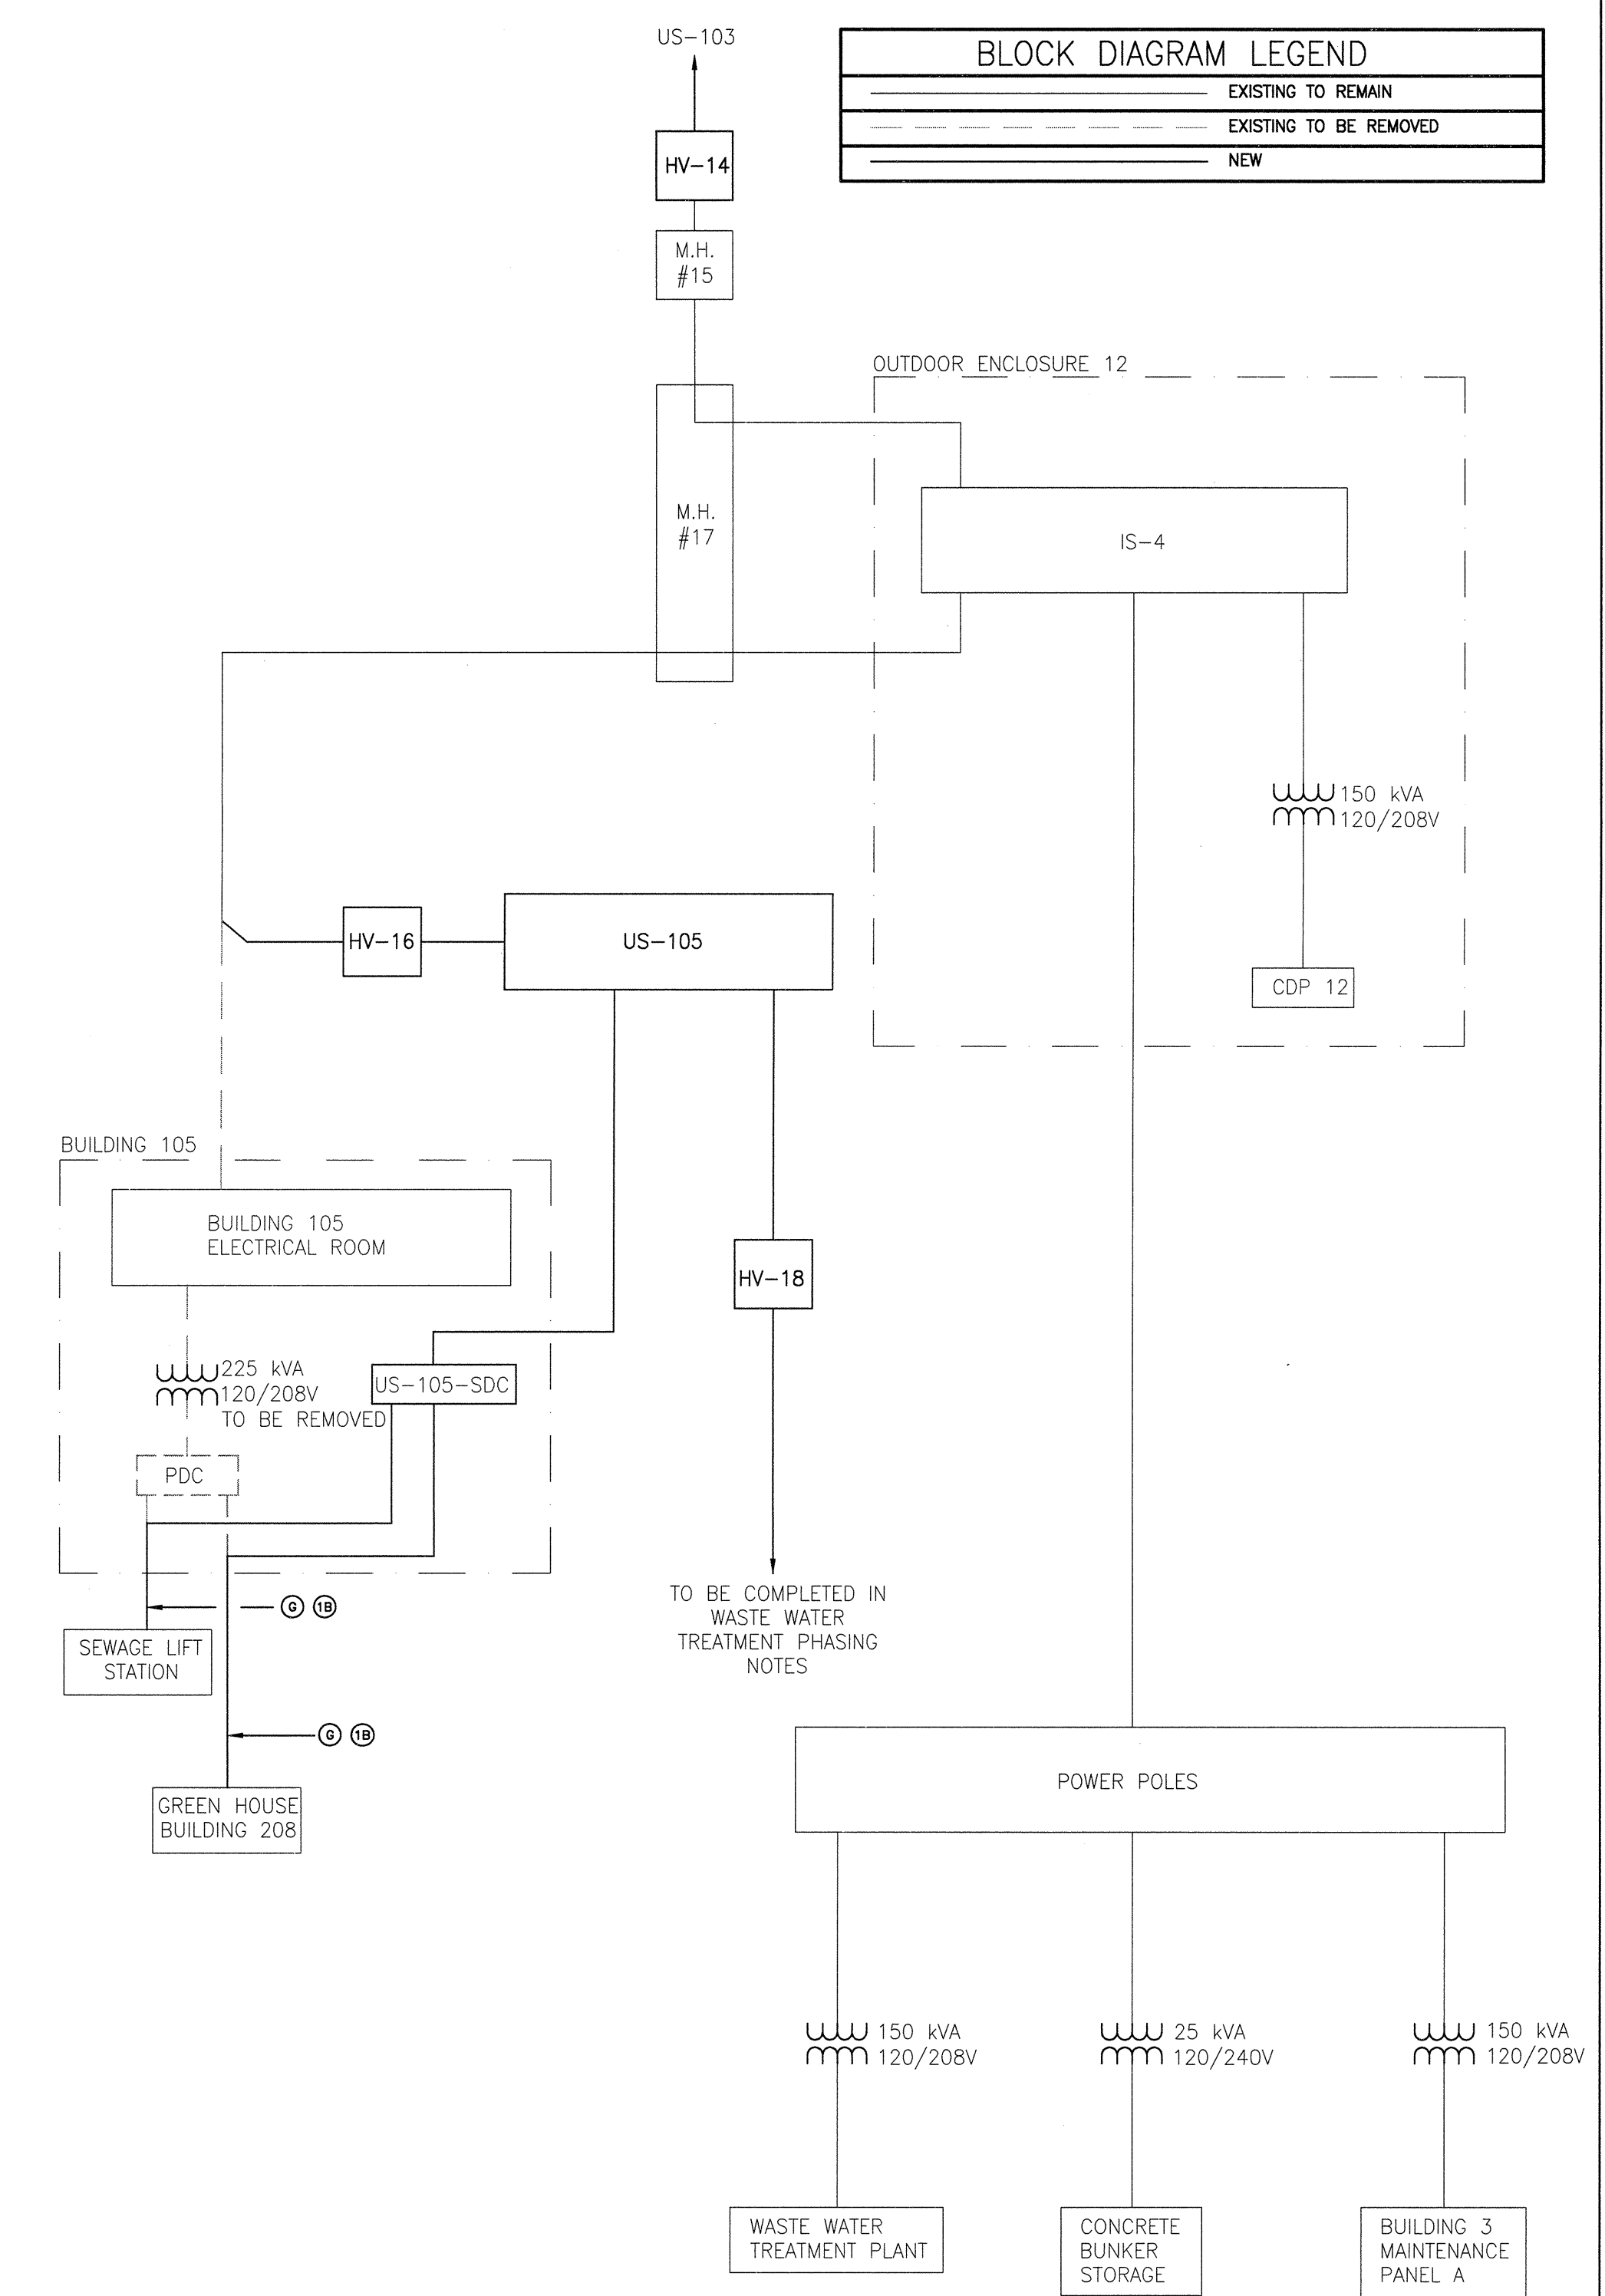 US-103
BLOCK DIAGRAM LEGEND
EXISTING TO REMAIN
EXISTING TO BE REMOVED
NEW
HV-14
M.H.
#15
OUTDOOR ENCLOSURE 12
M.H.
#17
IS-4
150 kVA
120/208V
HV-16
US-105
CDP 12
BUILDING 105
BUILDING 105
ELECTRICAL ROOM
HV-18
225 kVA
120/208V
TO BE REMOVED
US-105-SDC
PDC
G 1B
TO BE COMPLETED IN
WASTE WATER
TREATMENT PHASING
NOTES
SEWAGE LIFT
STATION
G 1B
GREEN HOUSE
BUILDING 208
POWER POLES
150 kVA
120/208V
25 kVA
120/240V
150 kVA
120/208V
WASTE WATER
TREATMENT PLANT
CONCRETE
BUNKER
STORAGE
BUILDING 3
MAINTENANCE
PANEL A